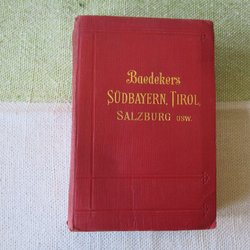 Baedekers
SÜDBAYERN, TIROL,
SALZBURG USW.